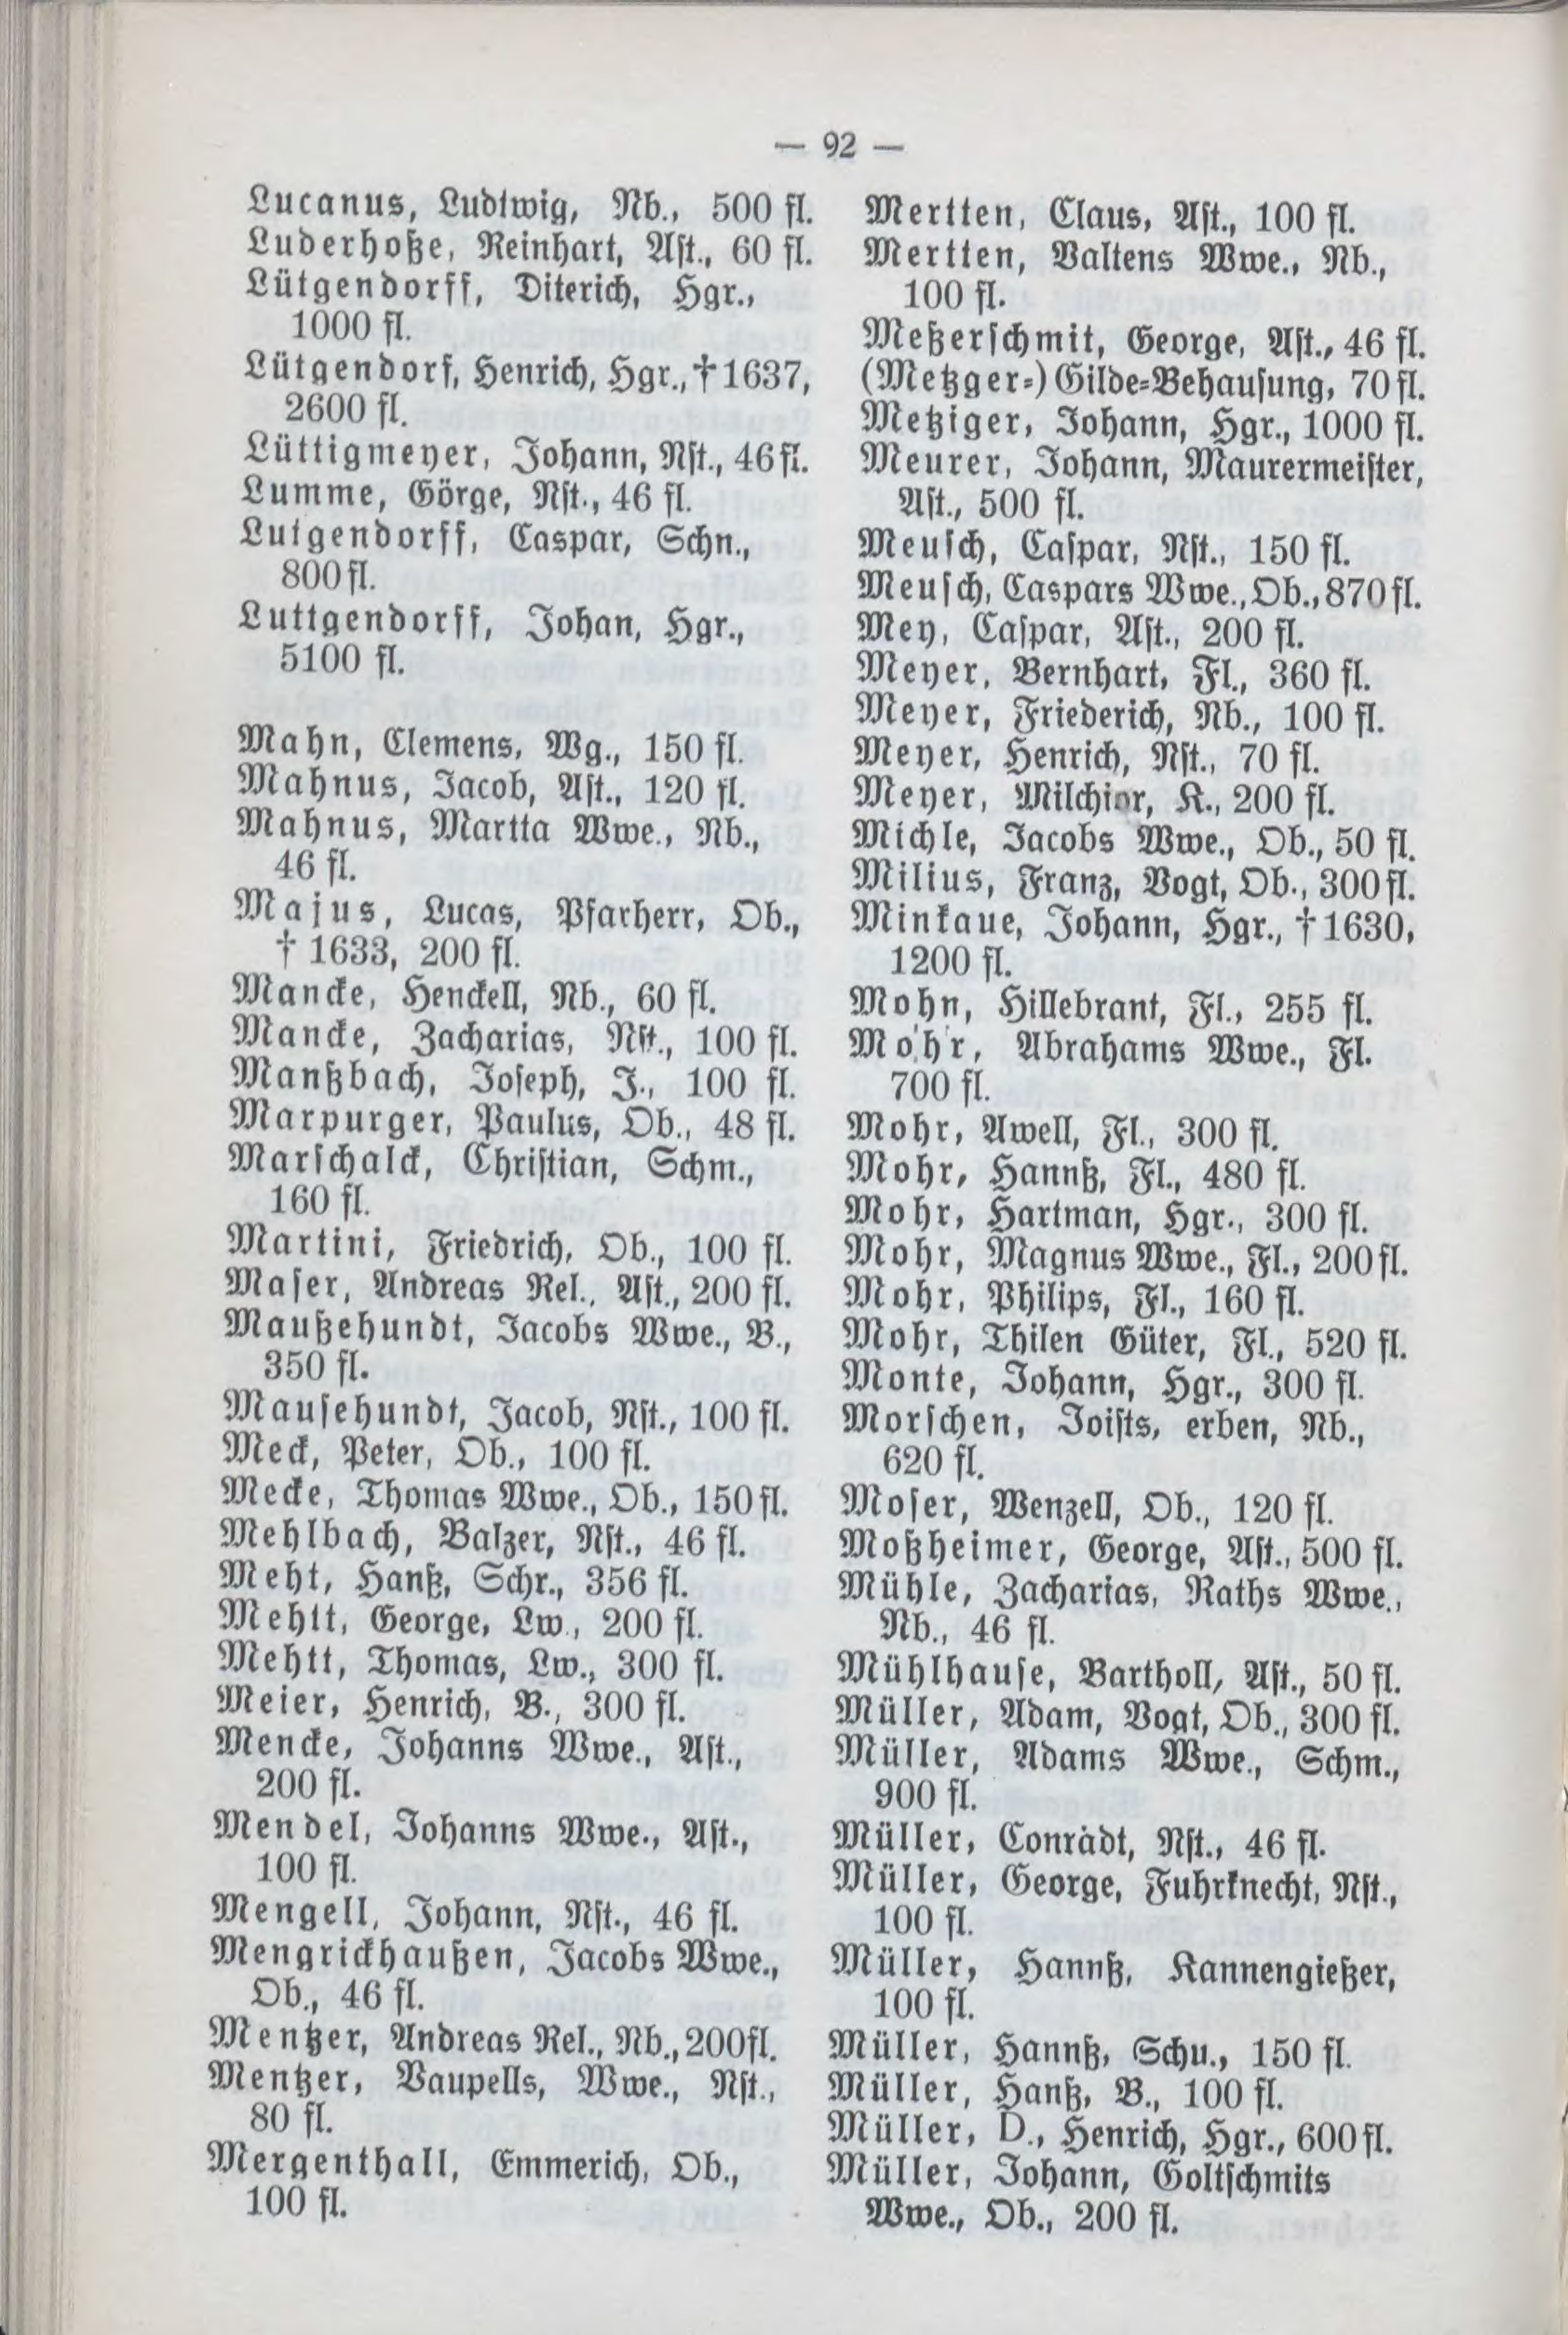 — 92 —
Lucanus, Ludtwig, Nb., 500 fl.
Luderhoße, Reinhart, Ast., 60 fl.
Lütgendorff, Diterich, Hgr.,
1000 fl.
Lütgendorf, Henrich, Hgr., † 1637,
2600 fl.
Lüttigmeyer, Johann, Nst., 46 fl.
Lumme, Görge, Nst., 46 fl.
Lutgendorff, Caspar, Schn.,
800 fl.
Luttgendorff, Johan, Hgr.,
5100 fl.
Mahn, Clemens, Wg., 150 fl.
Mahnus, Jacob, Ast., 120 fl.
Mahnus, Martta Wwe., Nb.,
46 fl.
Majus, Lucas, Pfarherr, Ob.,
† 1633, 200 fl.
Mancke, Henckell, Nb., 60 fl.
Mancke, Zacharias, Nst., 100 fl.
Manßbach, Joseph, J., 100 fl.
Marpurger, Paulus, Ob., 48 fl.
Marschalck, Christian, Schm.,
160 fl.
Martini, Friedrich, Ob., 100 fl.
Maser, Andreas Rel., Ast., 200 fl.
Maußehundt, Jacobs Wwe., B.,
350 fl.
Mausehundt, Jacob, Nst., 100 fl.
Meck, Peter, Ob., 100 fl.
Mecke, Thomas Wwe., Ob., 150 fl.
Mehlbach, Balzer, Nst., 46 fl.
Meht, Hanß, Schr., 356 fl.
Mehtt, George, Lw., 200 fl.
Mehtt, Thomas, Lw., 300 fl.
Meier, Henrich, B., 300 fl.
Mencke, Johanns Wwe., Ast.,
200 fl.
Mendel, Johanns Wwe., Ast.,
100 fl.
Mengell, Johann, Nst., 46 fl.
Mengrickhaußen, Jacobs Wwe.,
Ob., 46 fl.
Mentzer, Andreas Rel., Nb., 200 fl.
Mentzer, Vaupells, Wwe., Nst.,
80 fl.
Mergenthall, Emmerich, Ob.,
100 fl.
Mertten, Claus, Ast., 100 fl.
Mertten, Valtens Wwe., Nb.,
100 fl.
Meßerschmit, George, Ast., 46 fl.
(Metzger=) Gilde=Behausung, 70 fl.
Metziger, Johann, Hgr., 1000 fl.
Meurer, Johann, Maurermeister,
Ast., 500 fl.
Meusch, Caspar, Nst., 150 fl.
Meusch, Caspars Wwe., Ob., 870 fl.
Mey, Caspar, Ast., 200 fl.
Meyer, Bernhart, Fl., 360 fl.
Meyer, Friederich, Nb., 100 fl.
Meyer, Henrich, Nst., 70 fl.
Meyer, Milchior, K., 200 fl.
Michle, Jacobs Wwe., Ob., 50 fl.
Milius, Franz, Vogt, Ob., 300 fl.
Minkaue, Johann, Hgr., † 1630,
1200 fl.
Mohn, Hillebrant, Fl., 255 fl.
Mohr, Abrahams Wwe., Fl.
700 fl.
Mohr, Awell, Fl., 300 fl.
Mohr, Hannß, Fl., 480 fl.
Mohr, Hartman, Hgr., 300 fl.
Mohr, Magnus Wwe., Fl., 200 fl.
Mohr, Philips, Fl., 160 fl.
Mohr, Thilen Güter, Fl., 520 fl.
Monte, Johann, Hgr., 300 fl.
Morschen, Joists, erben, Nb.,
620 fl.
Moser, Wenzell, Ob., 120 fl.
Moßheimer, George, Ast., 500 fl.
Mühle, Zacharias, Raths Wwe.,
Nb., 46 fl.
Mühlhause, Bartholl, Ast., 50 fl.
Müller, Adam, Vogt, Ob., 300 fl.
Müller, Adams Wwe., Schm.,
900 fl.
Müller, Conradt, Nst., 46 fl.
Müller, George, Fuhrknecht, Nst.,
100 fl.
Müller, Hannß, Kannengießer,
100 fl.
Müller, Hannß, Schu., 150 fl.
Müller, Hanß, B., 100 fl.
Müller, D., Henrich, Hgr., 600 fl.
Müller, Johann, Goltschmits
Wwe., Ob., 200 fl.